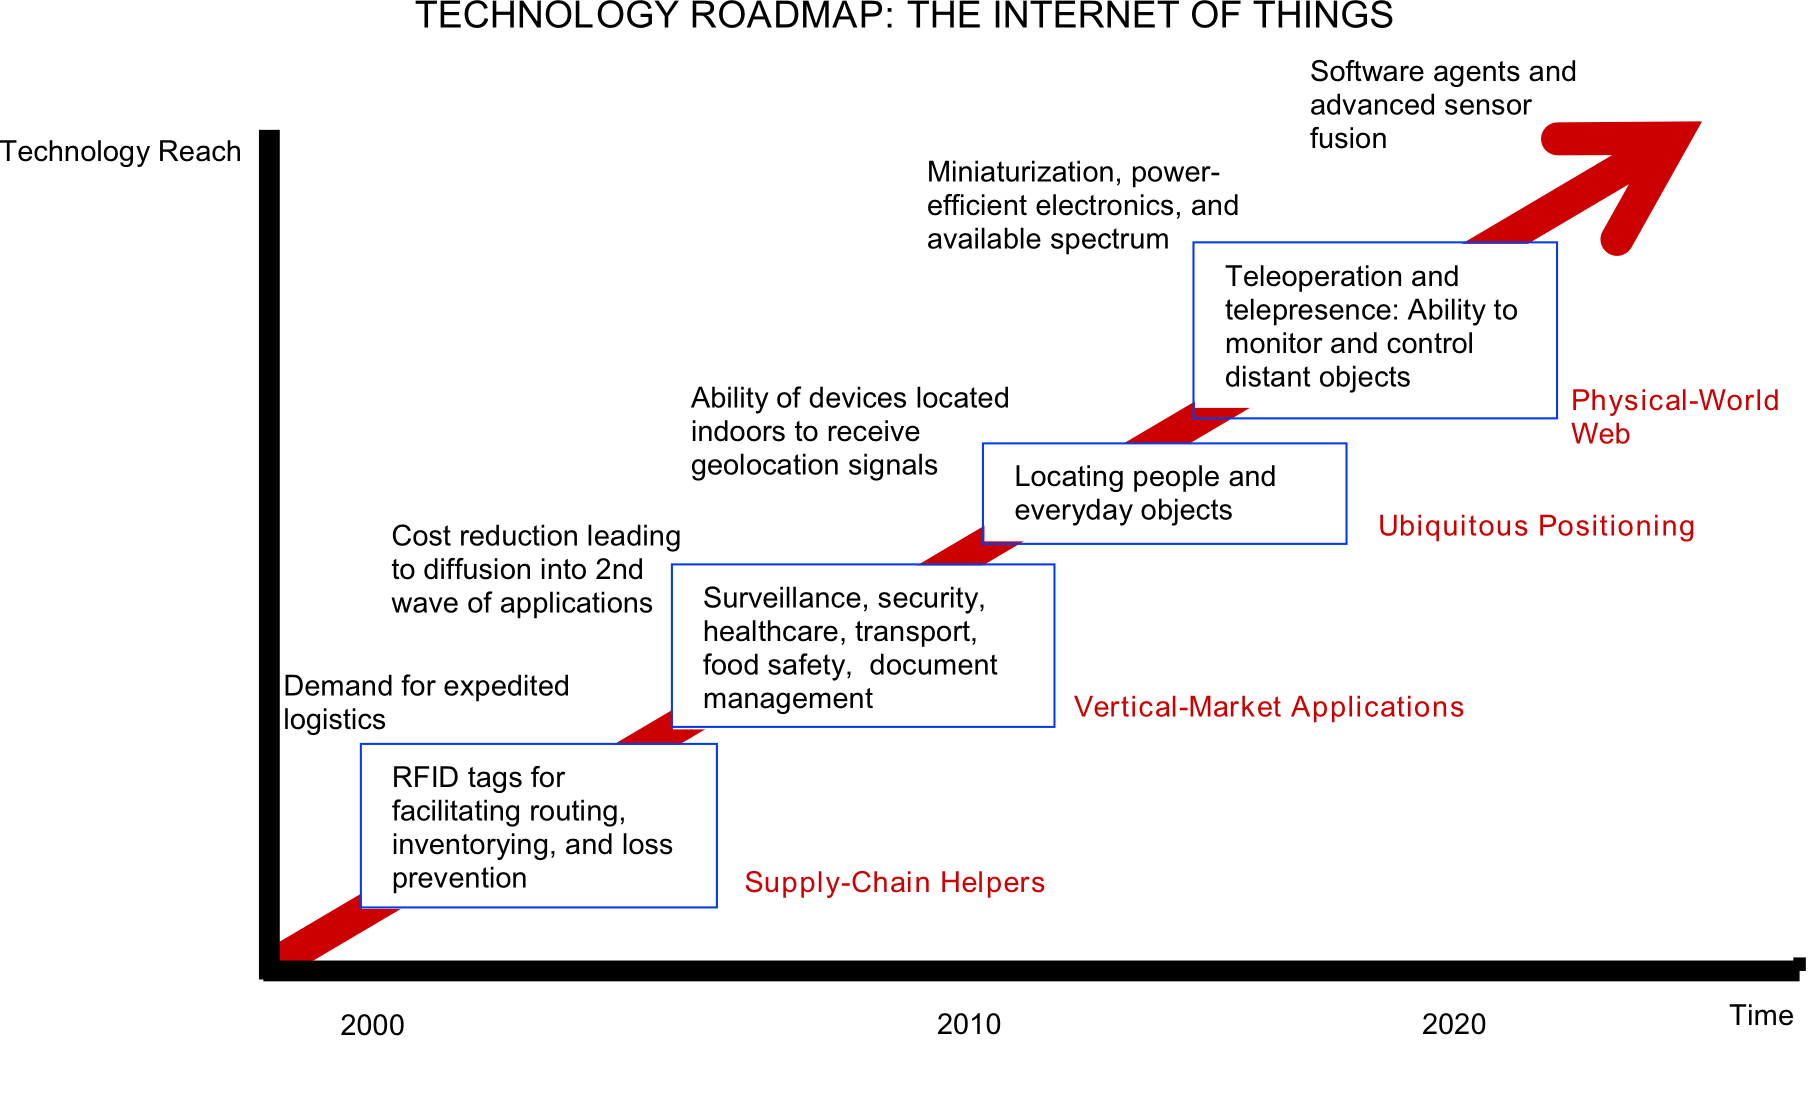 TECHNOLOGY ROADMAP: THE INTERNET OF THINGS
Software agents and
advanced sensor
fusion
Technology Reach
Miniaturization, power-
efficient electronics, and
available spectrum
Teleoperation and
telepresence: Ability to
monitor and control
distant objects
Physical-World
Web
Ability of devices located
indoors to receive
geolocation signals
Locating people and
everyday objects
Ubiquitous Positioning
Cost reduction leading
to diffusion into 2nd
wave of applications
Surveillance, security,
healthcare, transport,
food safety,  document
management
Vertical-Market Applications
Demand for expedited
logistics
RFID tags for
facilitating routing,
inventorying, and loss
prevention
Supply-Chain Helpers
2000
2010
2020
Time